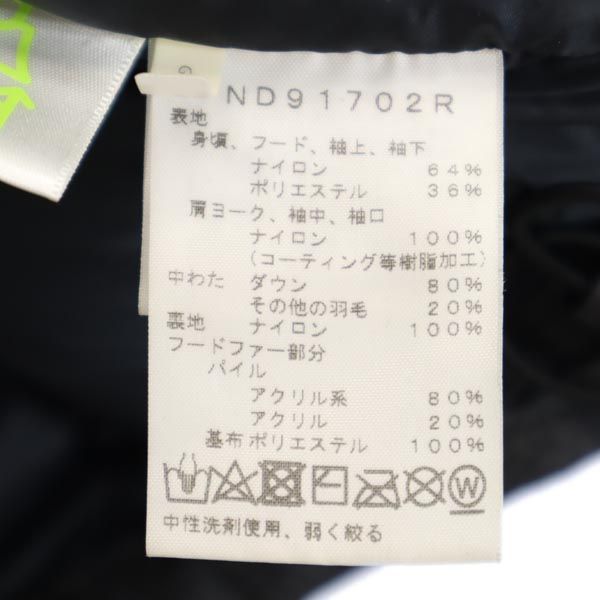 ND91702R
表地
身頃、フード、袖上、袖下
ナイロン 64%
ポリエステル 36%
肩ヨーク、袖中、袖口
ナイロン 100%
(コーティング等樹脂加工)
中わた ダウン 80%
その他の羽毛 20%
裏地 ナイロン 100%
フードファー部分
パイル
アクリル系 80%
アクリル 20%
基布ポリエステル 100%
W
中性洗剤使用、弱く絞る